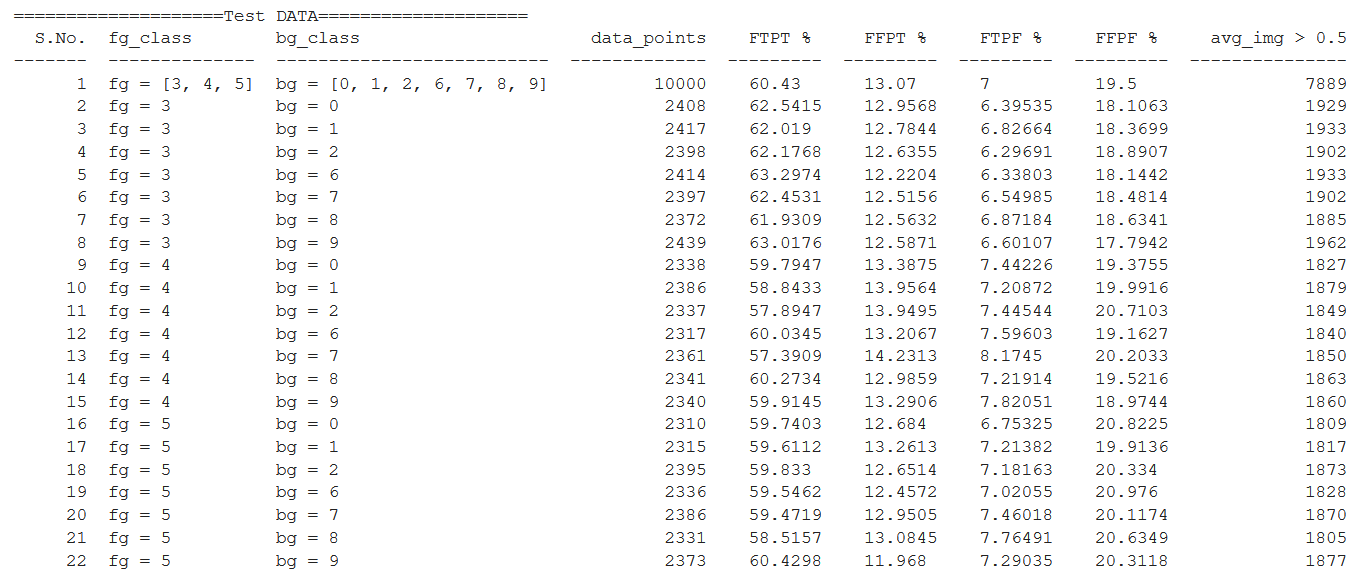 ====================Test DATA====================
S.No. fg_class bg_class data_points FTPT % FFPT % FTPF % FFPF % avg_img > 0.5
------- -------------- -------------------------- ------------- --------- --------- --------- --------- ---------------
1 fg = [3, 4, 5] bg = [0, 1, 2, 6, 7, 8, 9] 10000 60.43 13.07 7 19.5 7889
2 fg = 3 bg = 0 2408 62.5415 12.9568 6.39535 18.1063 1929
3 fg = 3 bg = 1 2417 62.019 12.7844 6.82664 18.3699 1933
4 fg = 3 bg = 2 2398 62.1768 12.6355 6.29691 18.8907 1902
5 fg = 3 bg = 6 2414 63.2974 12.2204 6.33803 18.1442 1933
6 fg = 3 bg = 7 2397 62.4531 12.5156 6.54985 18.4814 1902
7 fg = 3 bg = 8 2372 61.9309 12.5632 6.87184 18.6341 1885
8 fg = 3 bg = 9 2439 63.0176 12.5871 6.60107 17.7942 1962
9 fg = 4 bg = 0 2338 59.7947 13.3875 7.44226 19.3755 1827
10 fg = 4 bg = 1 2386 58.8433 13.9564 7.20872 19.9916 1879
11 fg = 4 bg = 2 2337 57.8947 13.9495 7.44544 20.7103 1849
12 fg = 4 bg = 6 2317 60.0345 13.2067 7.59603 19.1627 1840
13 fg = 4 bg = 7 2361 57.3909 14.2313 8.1745 20.2033 1850
14 fg = 4 bg = 8 2341 60.2734 12.9859 7.21914 19.5216 1863
15 fg = 4 bg = 9 2340 59.9145 13.2906 7.82051 18.9744 1860
16 fg = 5 bg = 0 2310 59.7403 12.684 6.75325 20.8225 1809
17 fg = 5 bg = 1 2315 59.6112 13.2613 7.21382 19.9136 1817
18 fg = 5 bg = 2 2395 59.833 12.6514 7.18163 20.334 1873
19 fg = 5 bg = 6 2336 59.5462 12.4572 7.02055 20.976 1828
20 fg = 5 bg = 7 2386 59.4719 12.9505 7.46018 20.1174 1870
21 fg = 5 bg = 8 2331 58.5157 13.0845 7.76491 20.6349 1805
22 fg = 5 bg = 9 2373 60.4298 11.968 7.29035 20.3118 1877